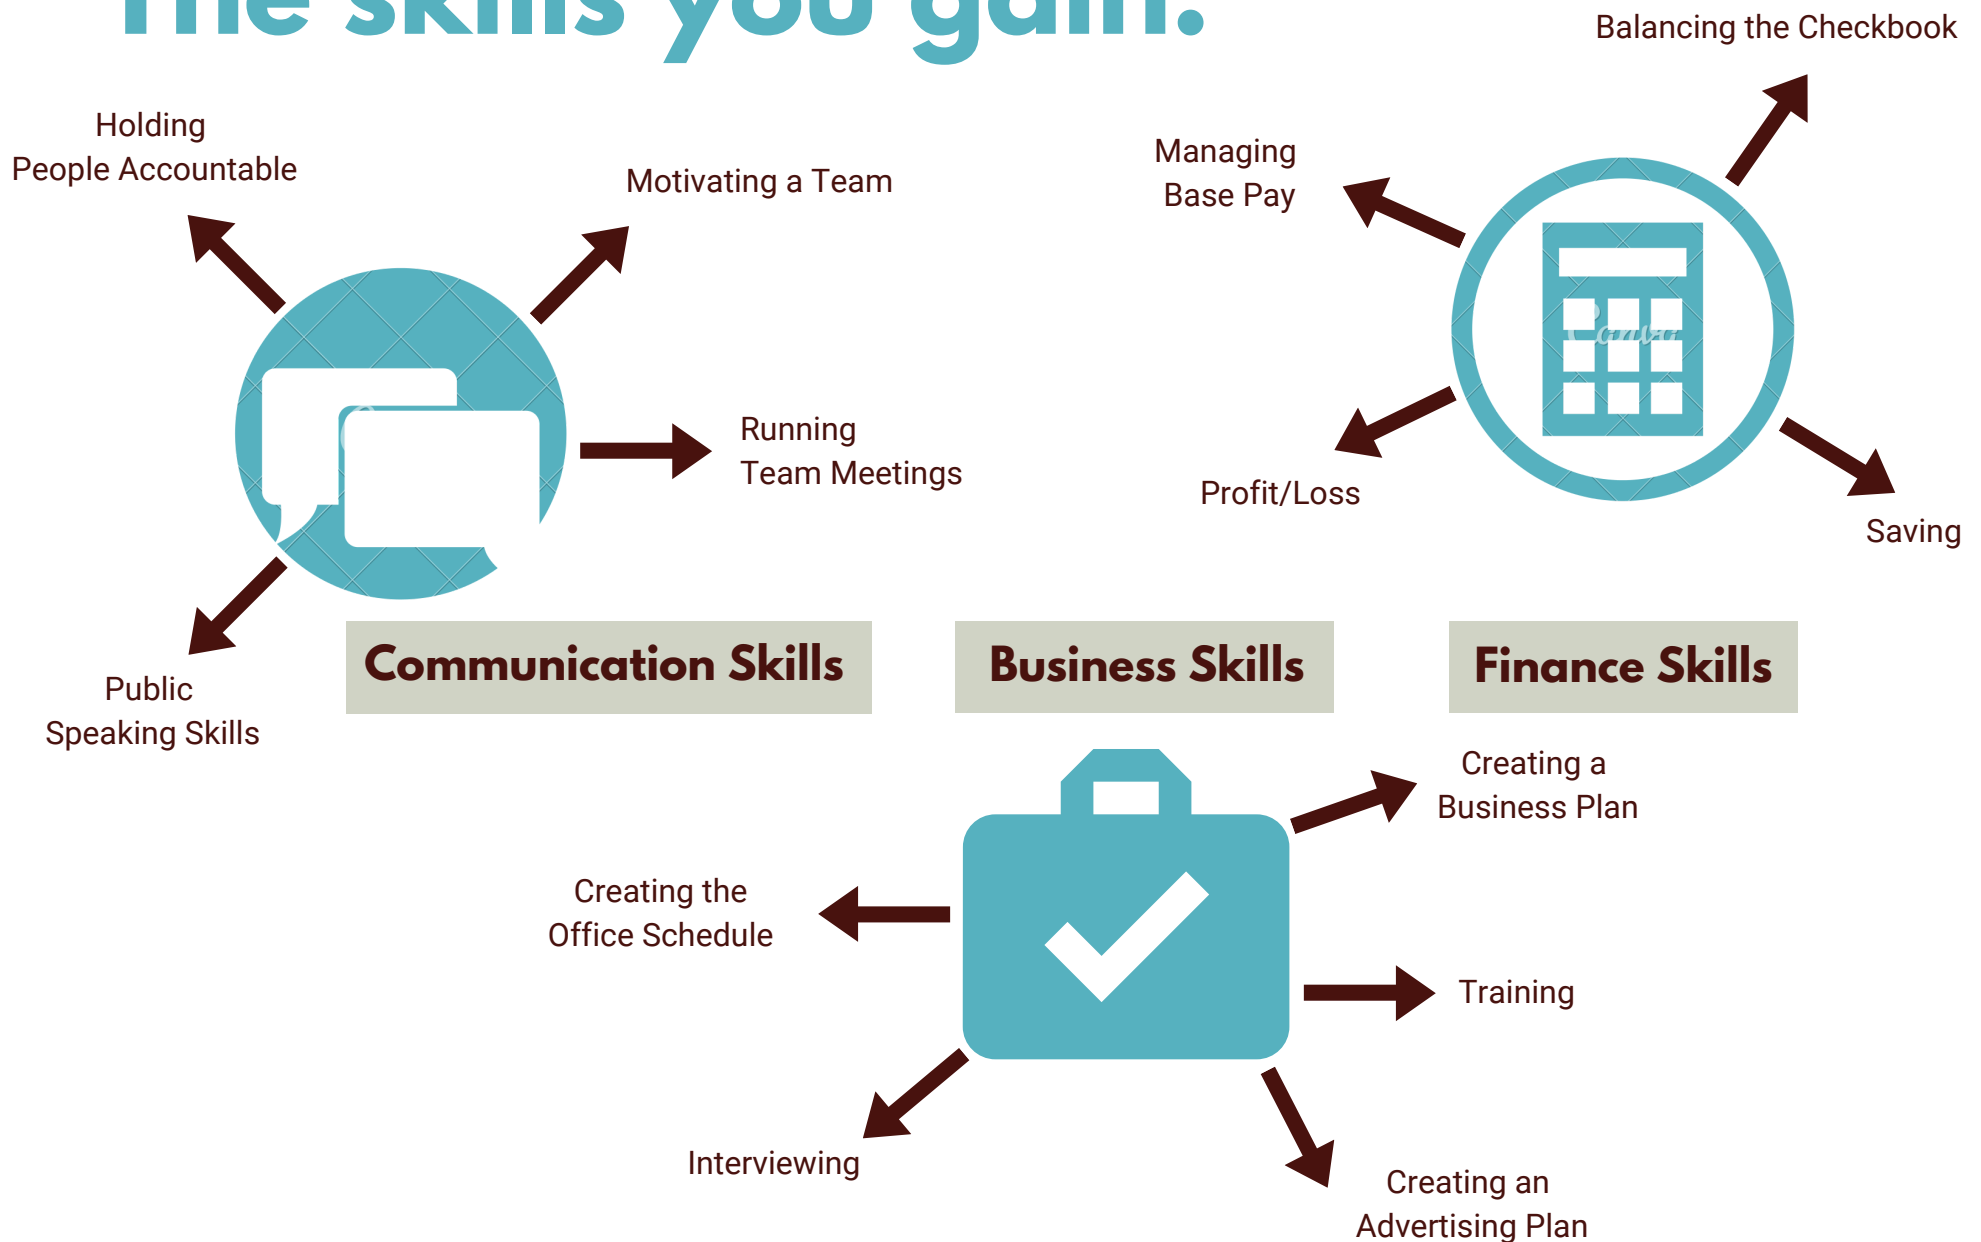 The skills you gain:
Holding
People Accountable
Motivating a Team
Running
Team Meetings
Public
Speaking Skills
Communication Skills
Balancing the Checkbook
Managing
Base Pay
Profit/Loss
Saving
Finance Skills
Business Skills
Creating a
Business Plan
Creating the
Office Schedule
Training
Interviewing
Creating an
Advertising Plan
Canva